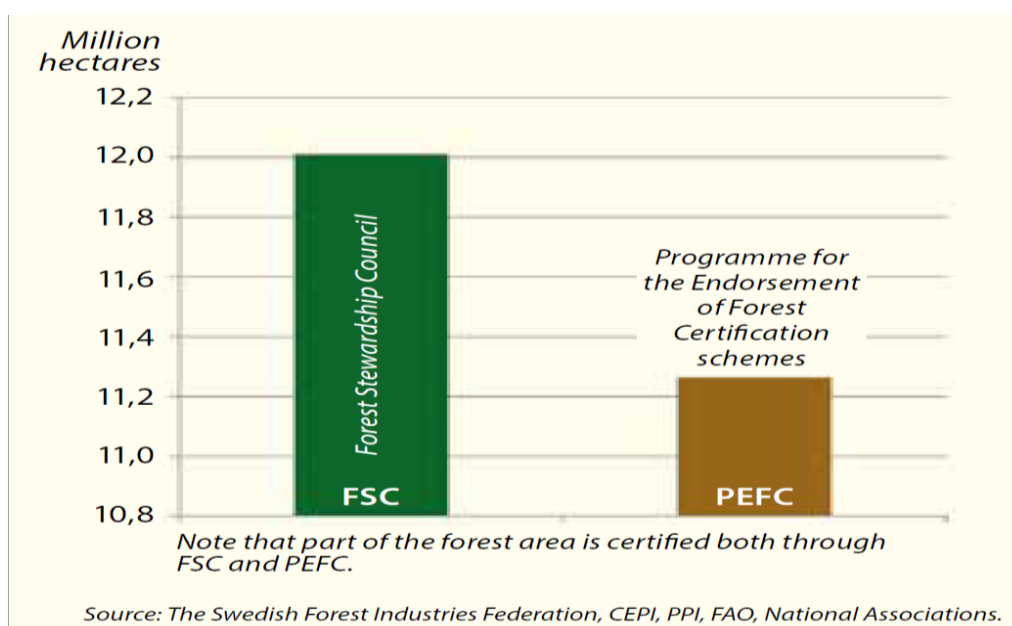 Million
hectares
12,2
12,0
11,8
11,6
11,4
11,2
11,0
10,8
Forest Stewardship Council
FSC
Programme for
the Endorsement
of Forest
Certification
schemes
PEFC
Note that part of the forest area is certified both through
FSC and PEFC.
Source: The Swedish Forest Industries Federation, CEPI, PPI, FAO, National Associations.